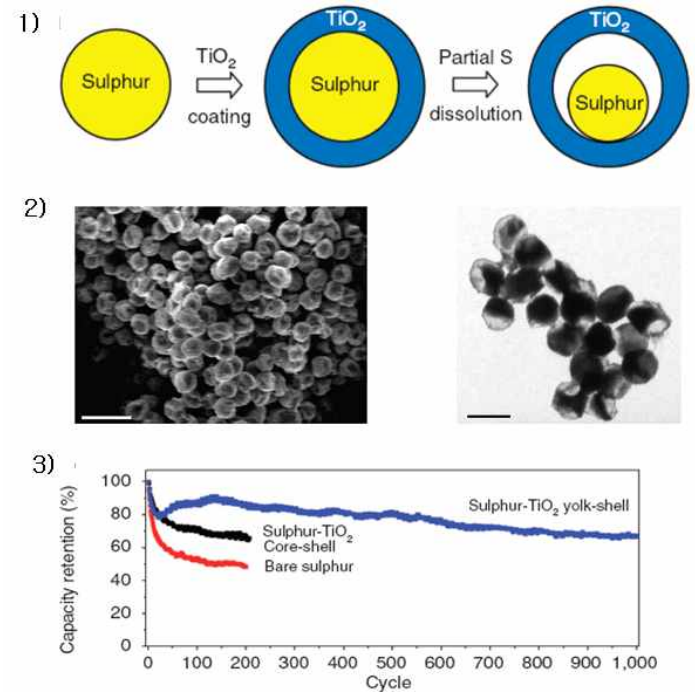 1)
Sulphur
TiO₂
coating
TiO₂
Sulphur
Partial S
dissolution
TiO₂
Sulphur
2)
3)
Capacity retention (%)
100
80
60
40
20
0
Sulphur-TiO₂ yolk-shell
Sulphur-TiO₂
Core-shell
Bare sulphur
0 100 200 300 400 500 600 700 800 900 1,000
Cycle